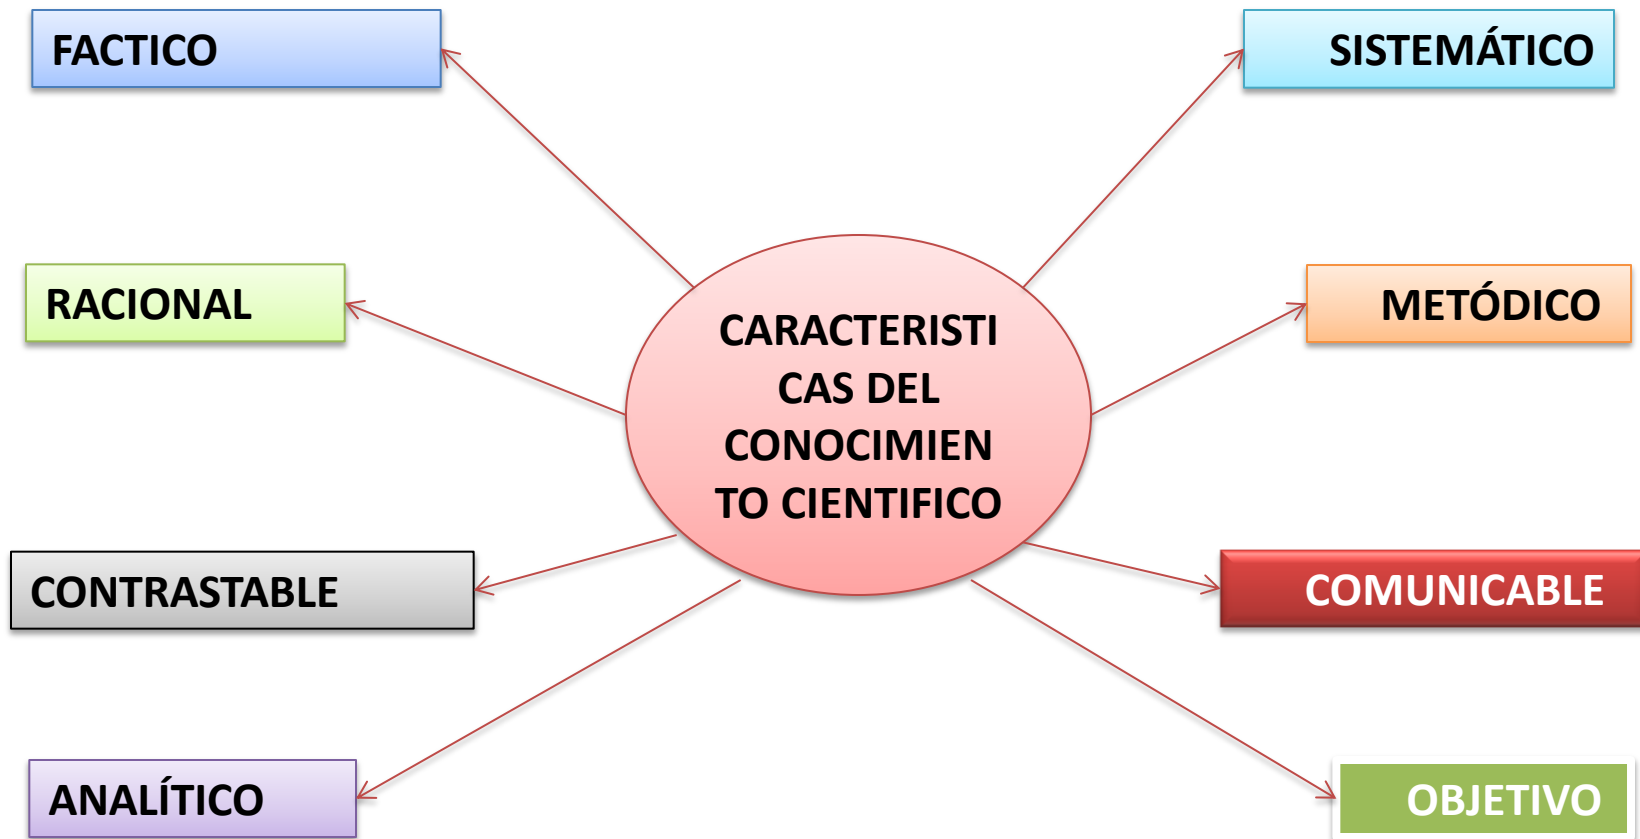 FACTICO
SISTEMÁTICO
RACIONAL
METÓDICO
CARACTERISTI
CAS DEL
CONOCIMIEN
TO CIENTIFICO
CONTRASTABLE
COMUNICABLE
ANALÍTICO
OBJETIVO